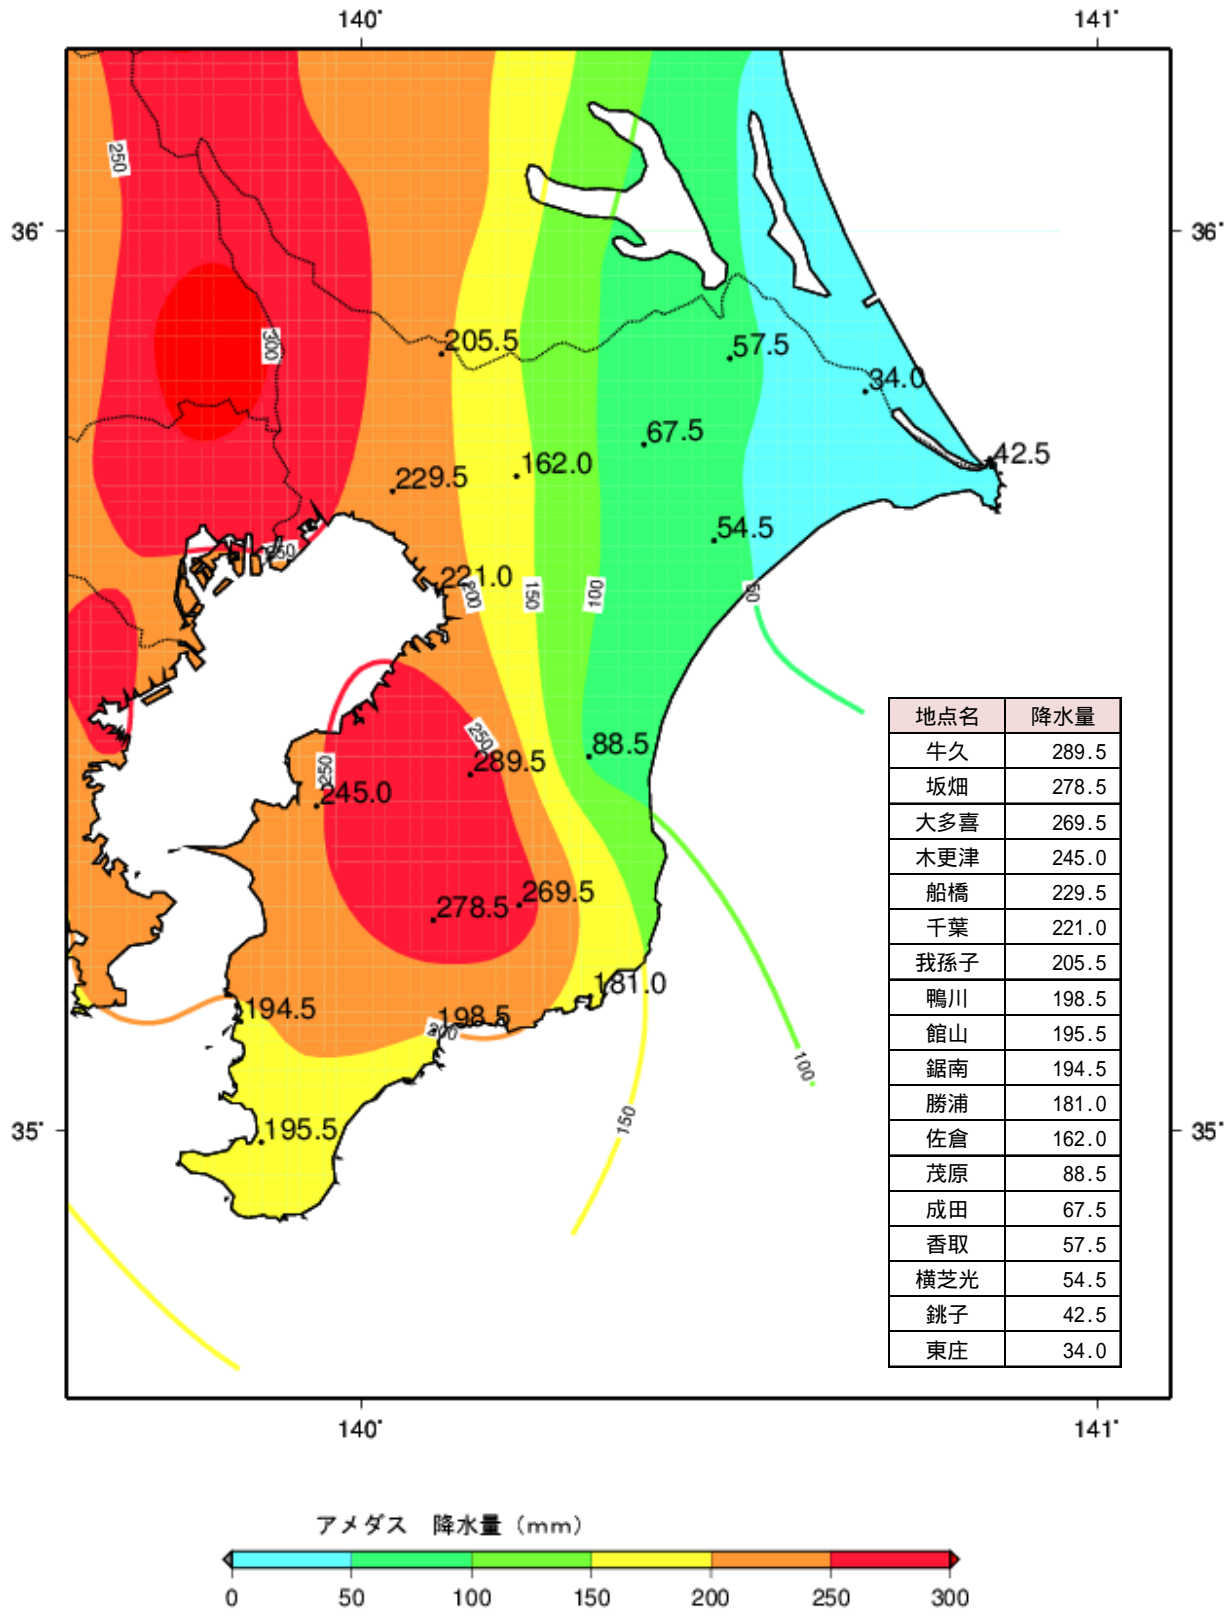 140° 141°
250
36° 36°
300
205.5
57.5
34.0
67.5
42.5
162.0
229.5
54.5
250
221.0
200 150 100 50
250
88.5
289.5
250
245.0
269.5
278.5
181.0
194.5
198.5
200
100
150
35° 35°
195.5
地点名 降水量
牛久 289.5
坂畑 278.5
大多喜 269.5
木更津 245.0
船橋 229.5
千葉 221.0
我孫子 205.5
鴨川 198.5
館山 195.5
鋸南 194.5
勝浦 181.0
佐倉 162.0
茂原 88.5
成田 67.5
香取 57.5
横芝光 54.5
銚子 42.5
東庄 34.0
140° 141°
アメダス 降水量（mm）
0 50 100 150 200 250 300